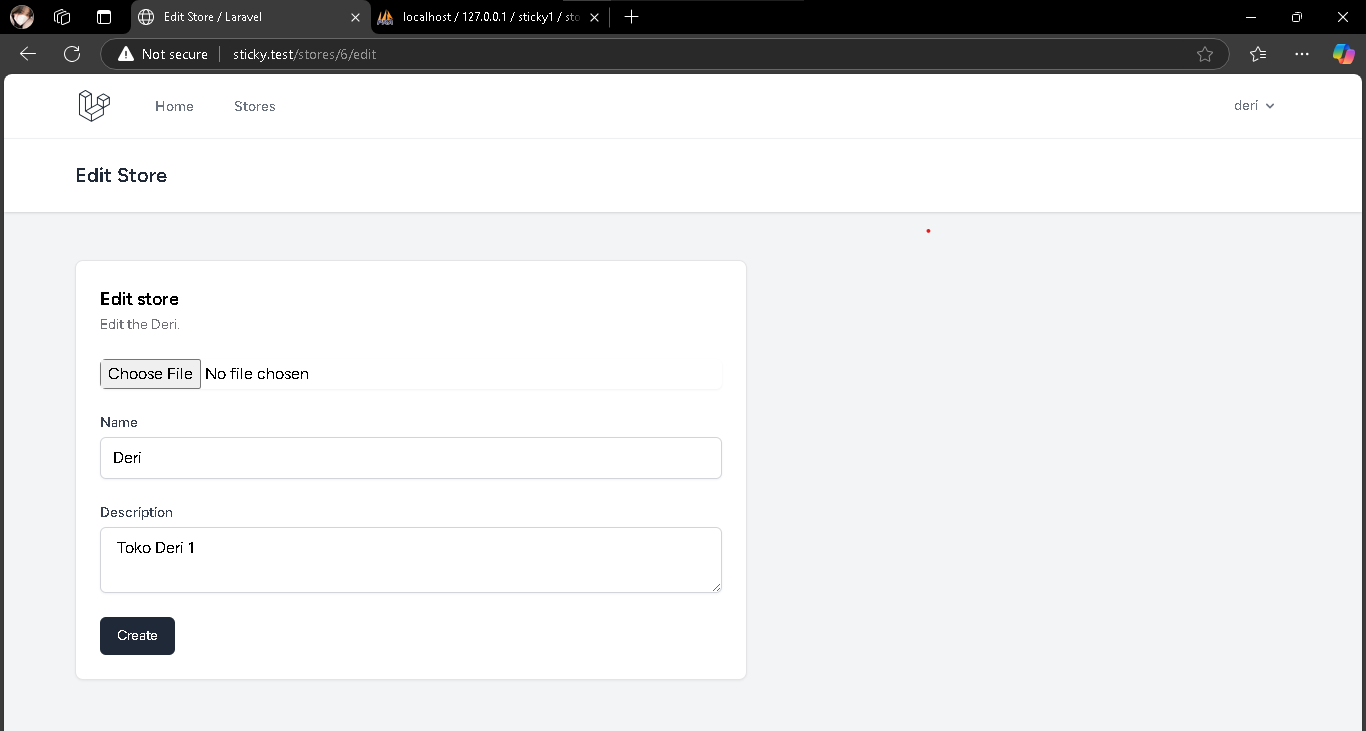 Edit Store / Laravel
localhost / 127.0.0.1 / sticky1 / sto
Not secure
sticky.test/stores/6/edit
Home
Stores
deri
Edit Store
Edit store
Edit the Deri.
Choose File No file chosen
Name
Deri
Description
Toko Deri 1
Create